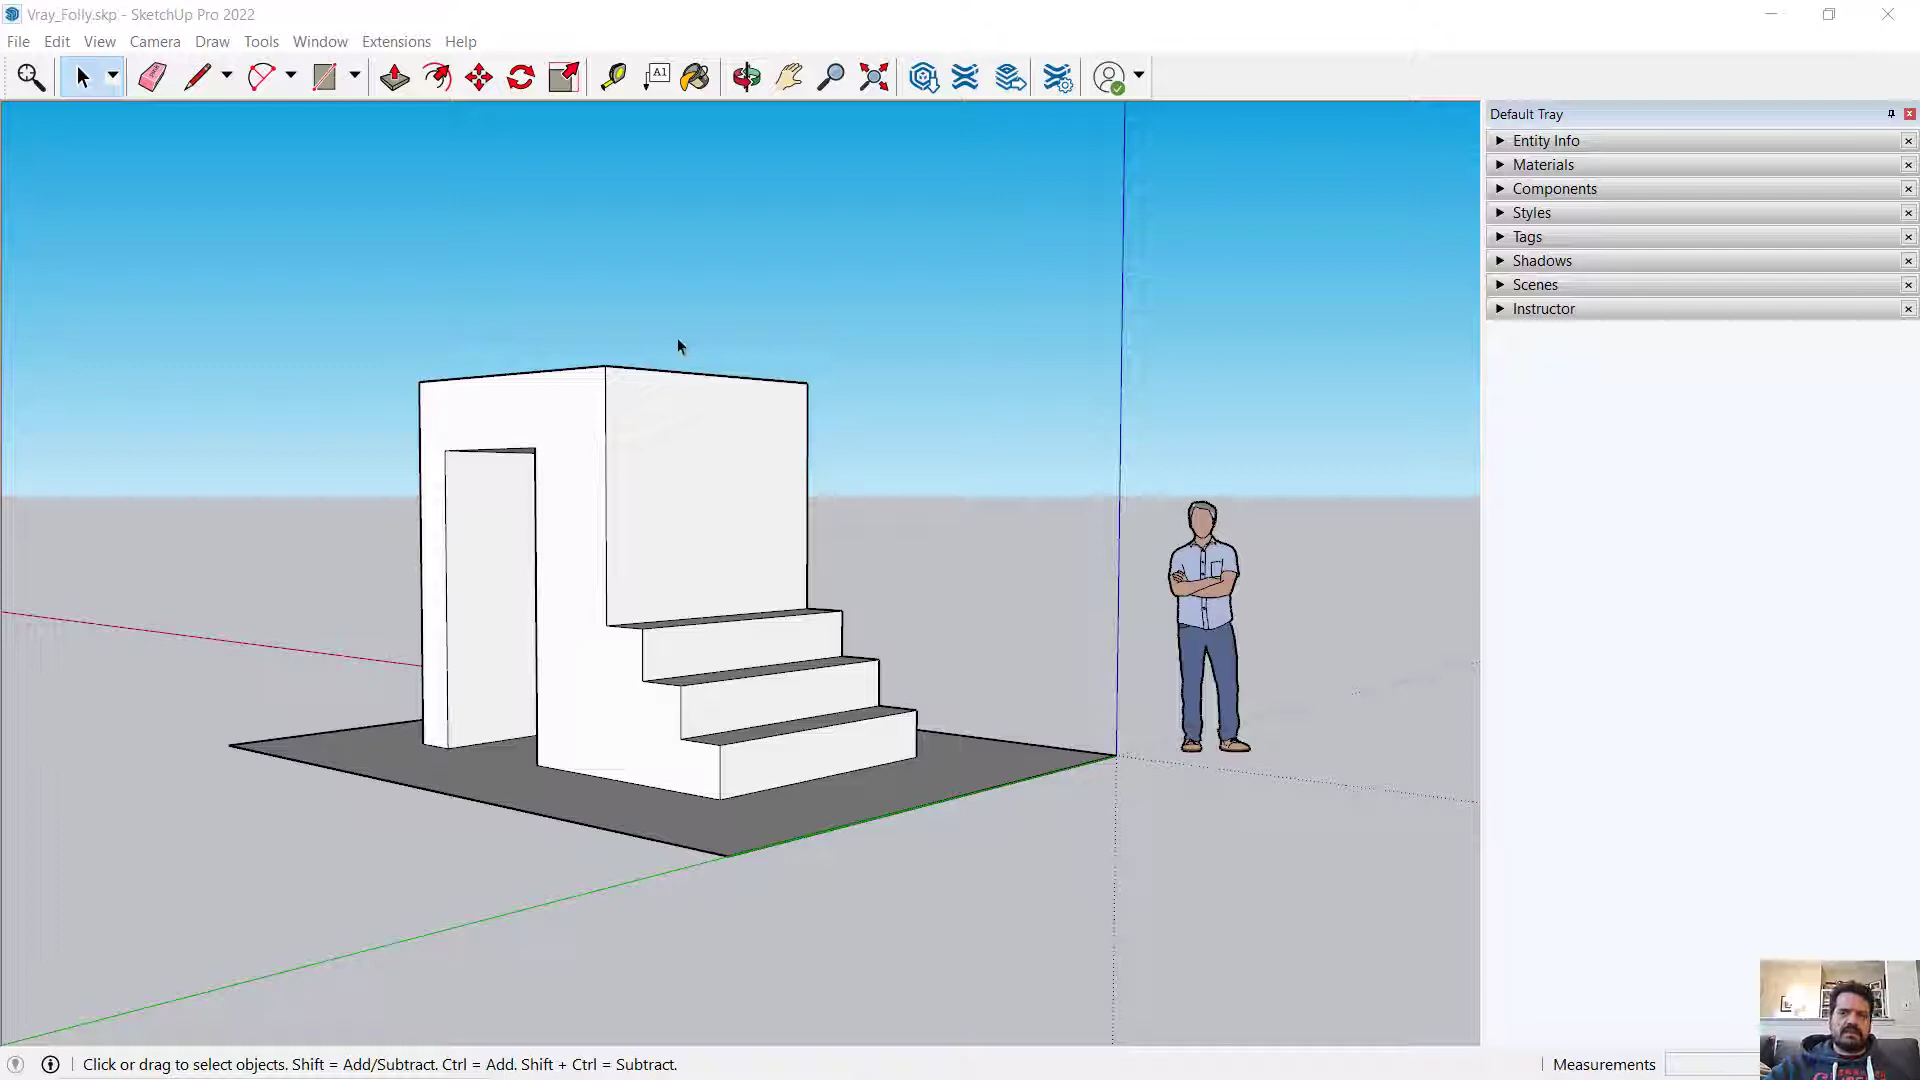 Vray_Folly.skp - SketchUp Pro 2022
File Edit View Camera Draw Tools Window Extensions Help
A1
Default Tray
Entity Info
Materials
Components
Styles
Tags
Shadows
Scenes
Instructor
Click or drag to select objects. Shift = Add/Subtract. Ctrl = Add. Shift + Ctrl = Subtract.
Measurements